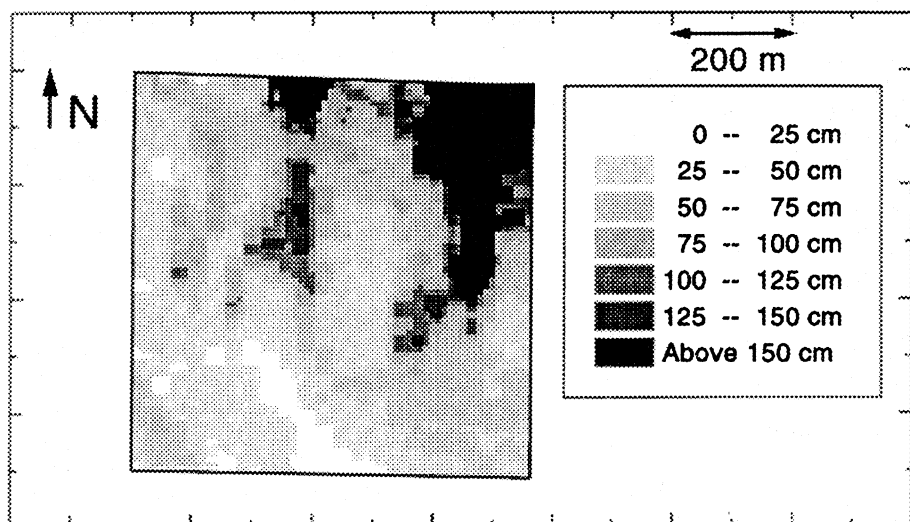 200 m
N
0 -- 25 cm
25 -- 50 cm
50 -- 75 cm
75 -- 100 cm
100 -- 125 cm
125 -- 150 cm
Above 150 cm